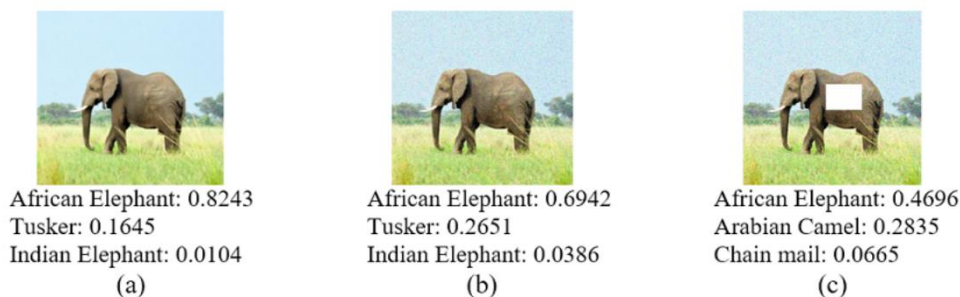 African Elephant: 0.8243
Tusker: 0.1645
Indian Elephant: 0.0104
(a)
African Elephant: 0.6942
Tusker: 0.2651
Indian Elephant: 0.0386
(b)
African Elephant: 0.4696
Arabian Camel: 0.2835
Chain mail: 0.0665
(c)